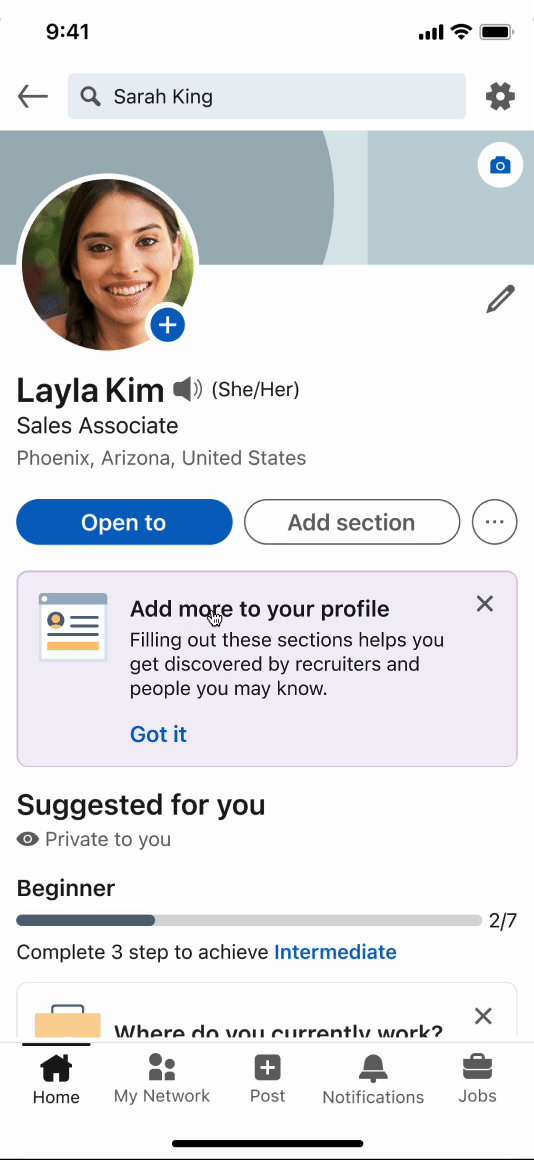 9:41
Sarah King
Layla Kim (She/Her)
Sales Associate
Phoenix, Arizona, United States
Open to
Add section
Add more to your profile
Filling out these sections helps you
get discovered by recruiters and
people you may know.
Got it
Suggested for you
Private to you
Beginner
2/7
Complete 3 step to achieve Intermediate
Where do you currently work?
Home
My Network
Post
Notifications
Jobs